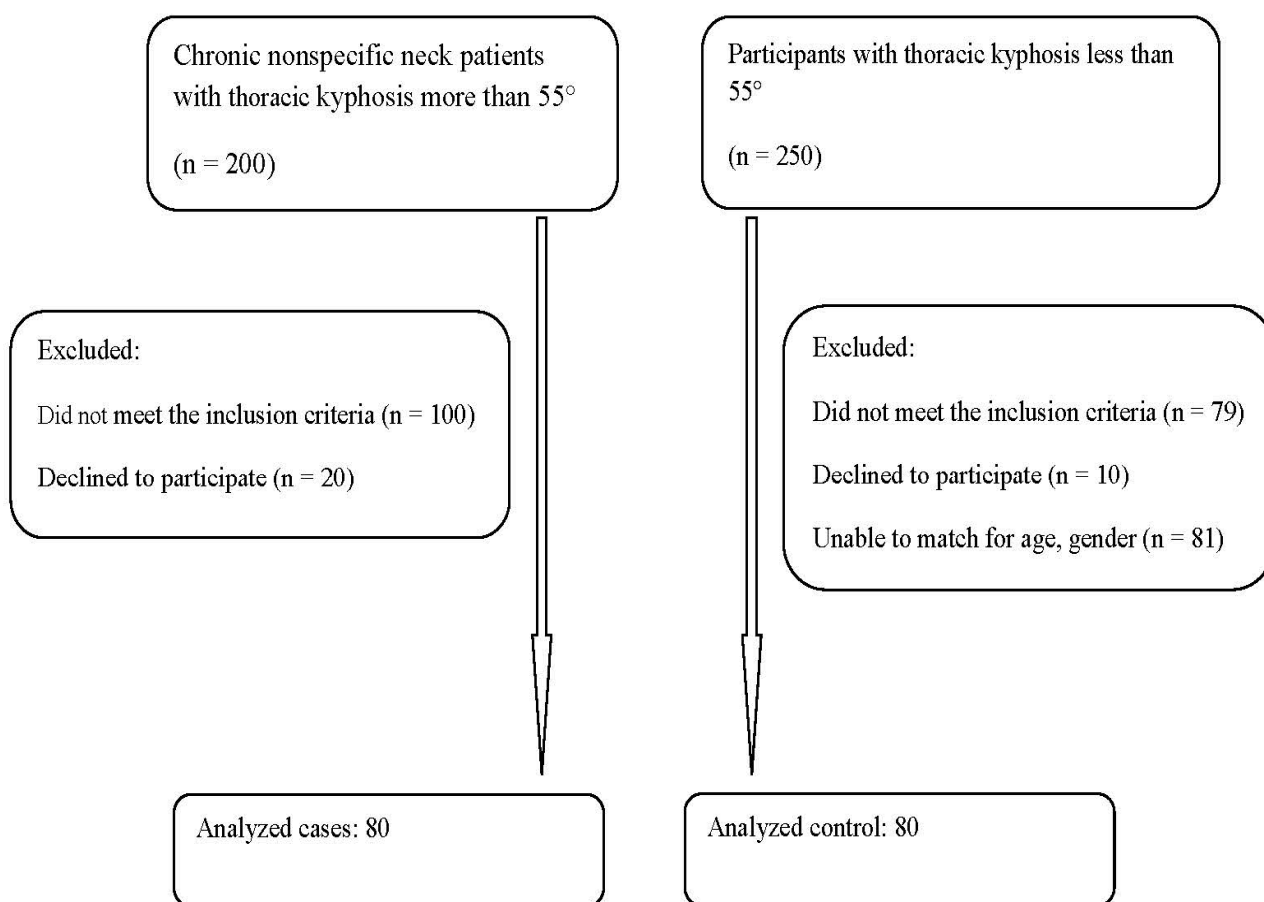 Chronic nonspecific neck patients
with thoracic kyphosis more than 55°
(n = 200)
Participants with thoracic kyphosis less than
55°
(n = 250)
Excluded:
Did not meet the inclusion criteria (n = 100)
Declined to participate (n = 20)
Excluded:
Did not meet the inclusion criteria (n = 79)
Declined to participate (n = 10)
Unable to match for age, gender (n = 81)
Analyzed cases: 80
Analyzed control: 80